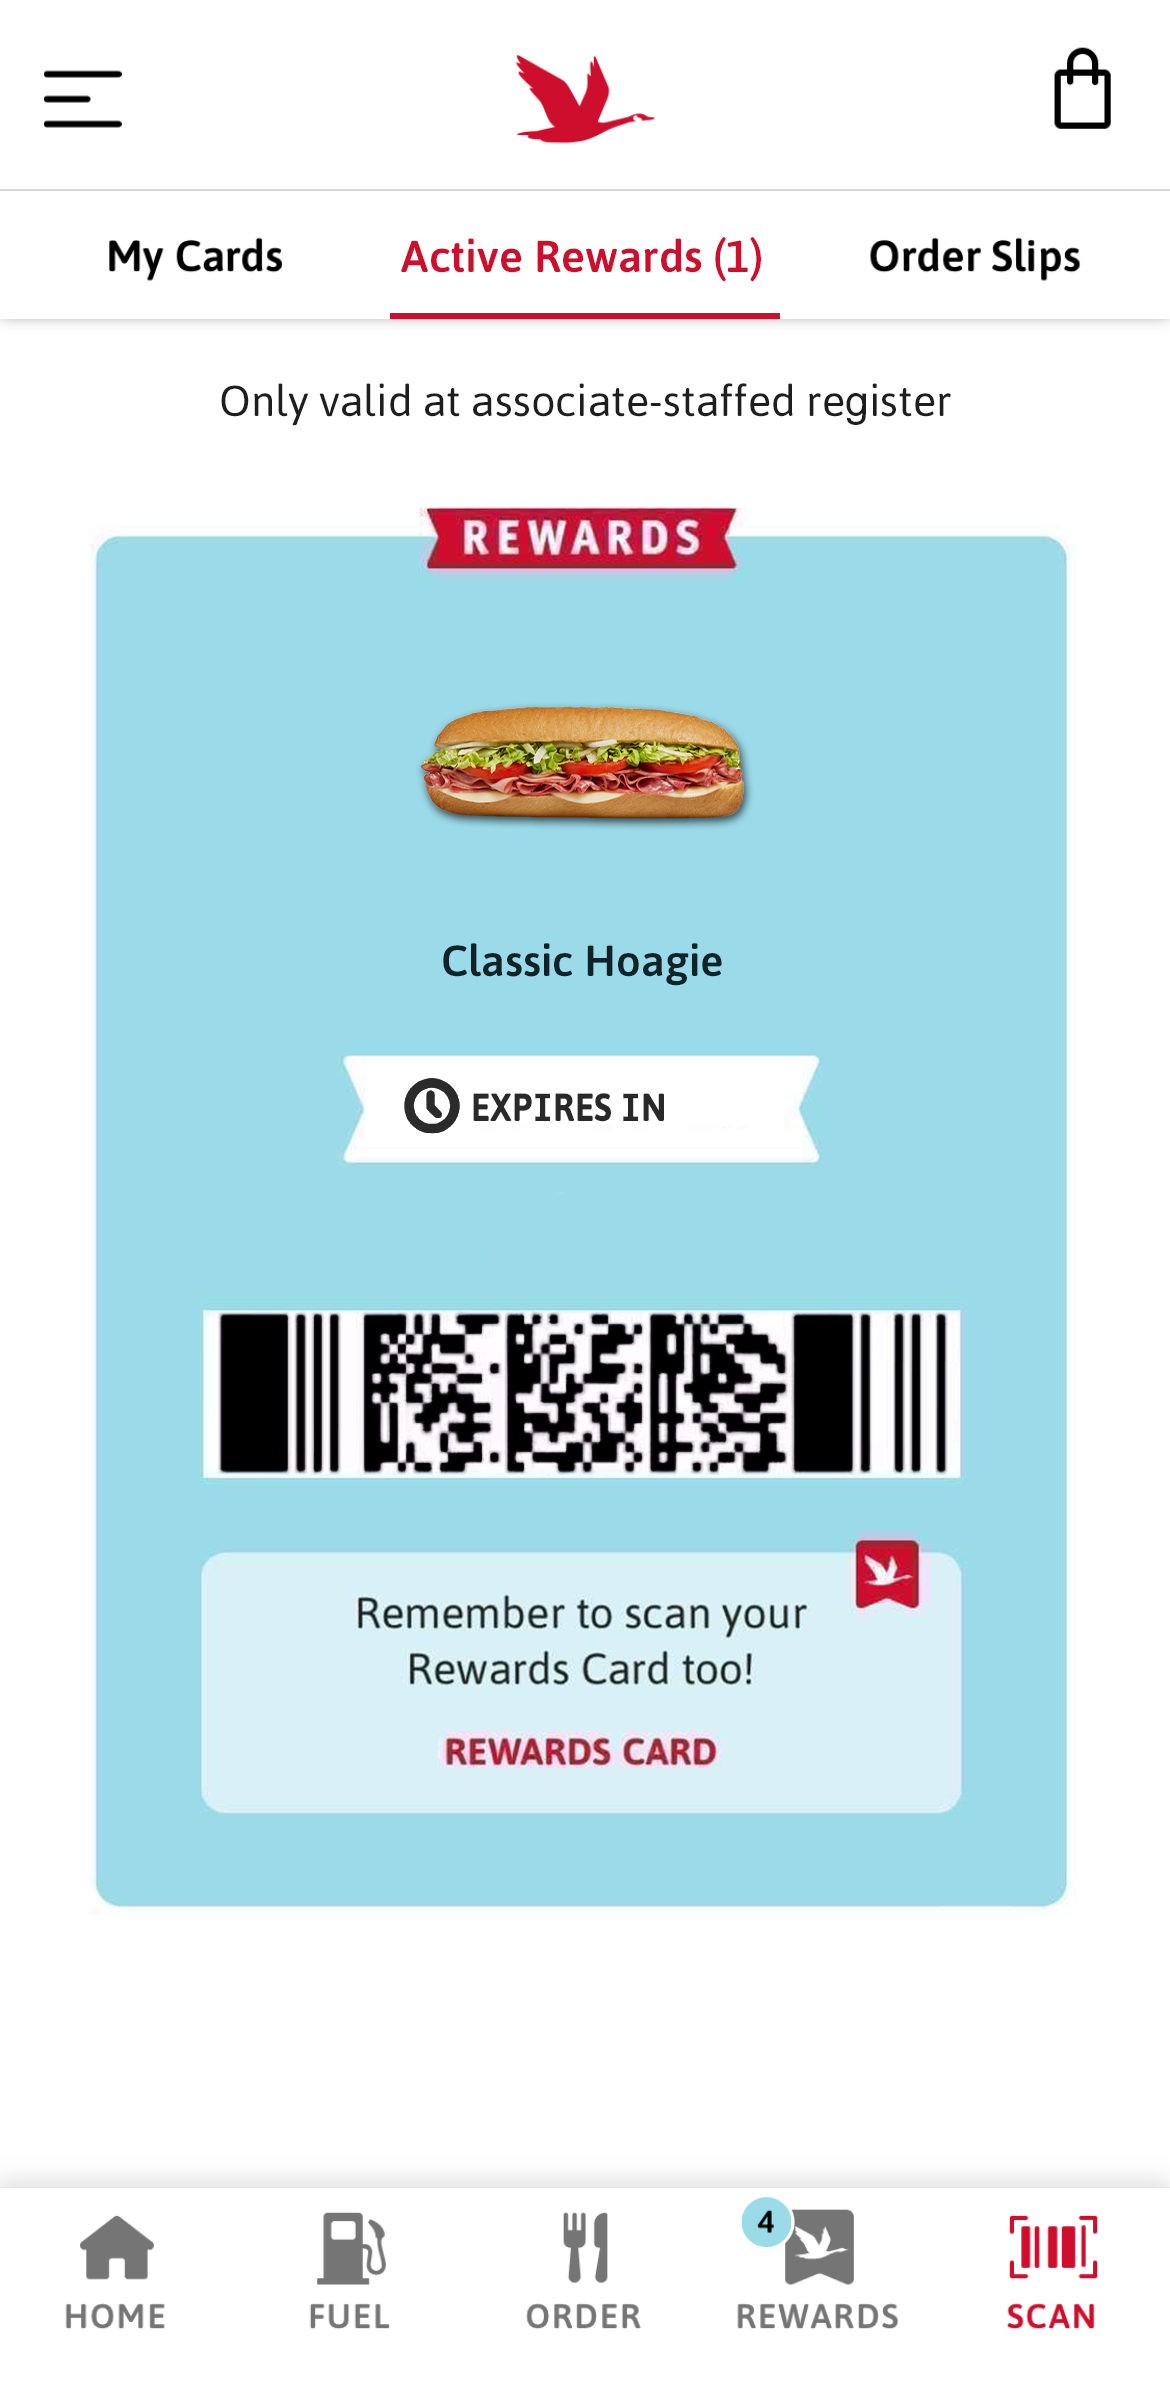 My Cards
Active Rewards (1)
Order Slips
Only valid at associate-staffed register
REWARDS
Classic Hoagie
EXPIRES IN
Remember to scan your
Rewards Card too!
REWARDS CARD
4
HOME
FUEL
ORDER
REWARDS
SCAN